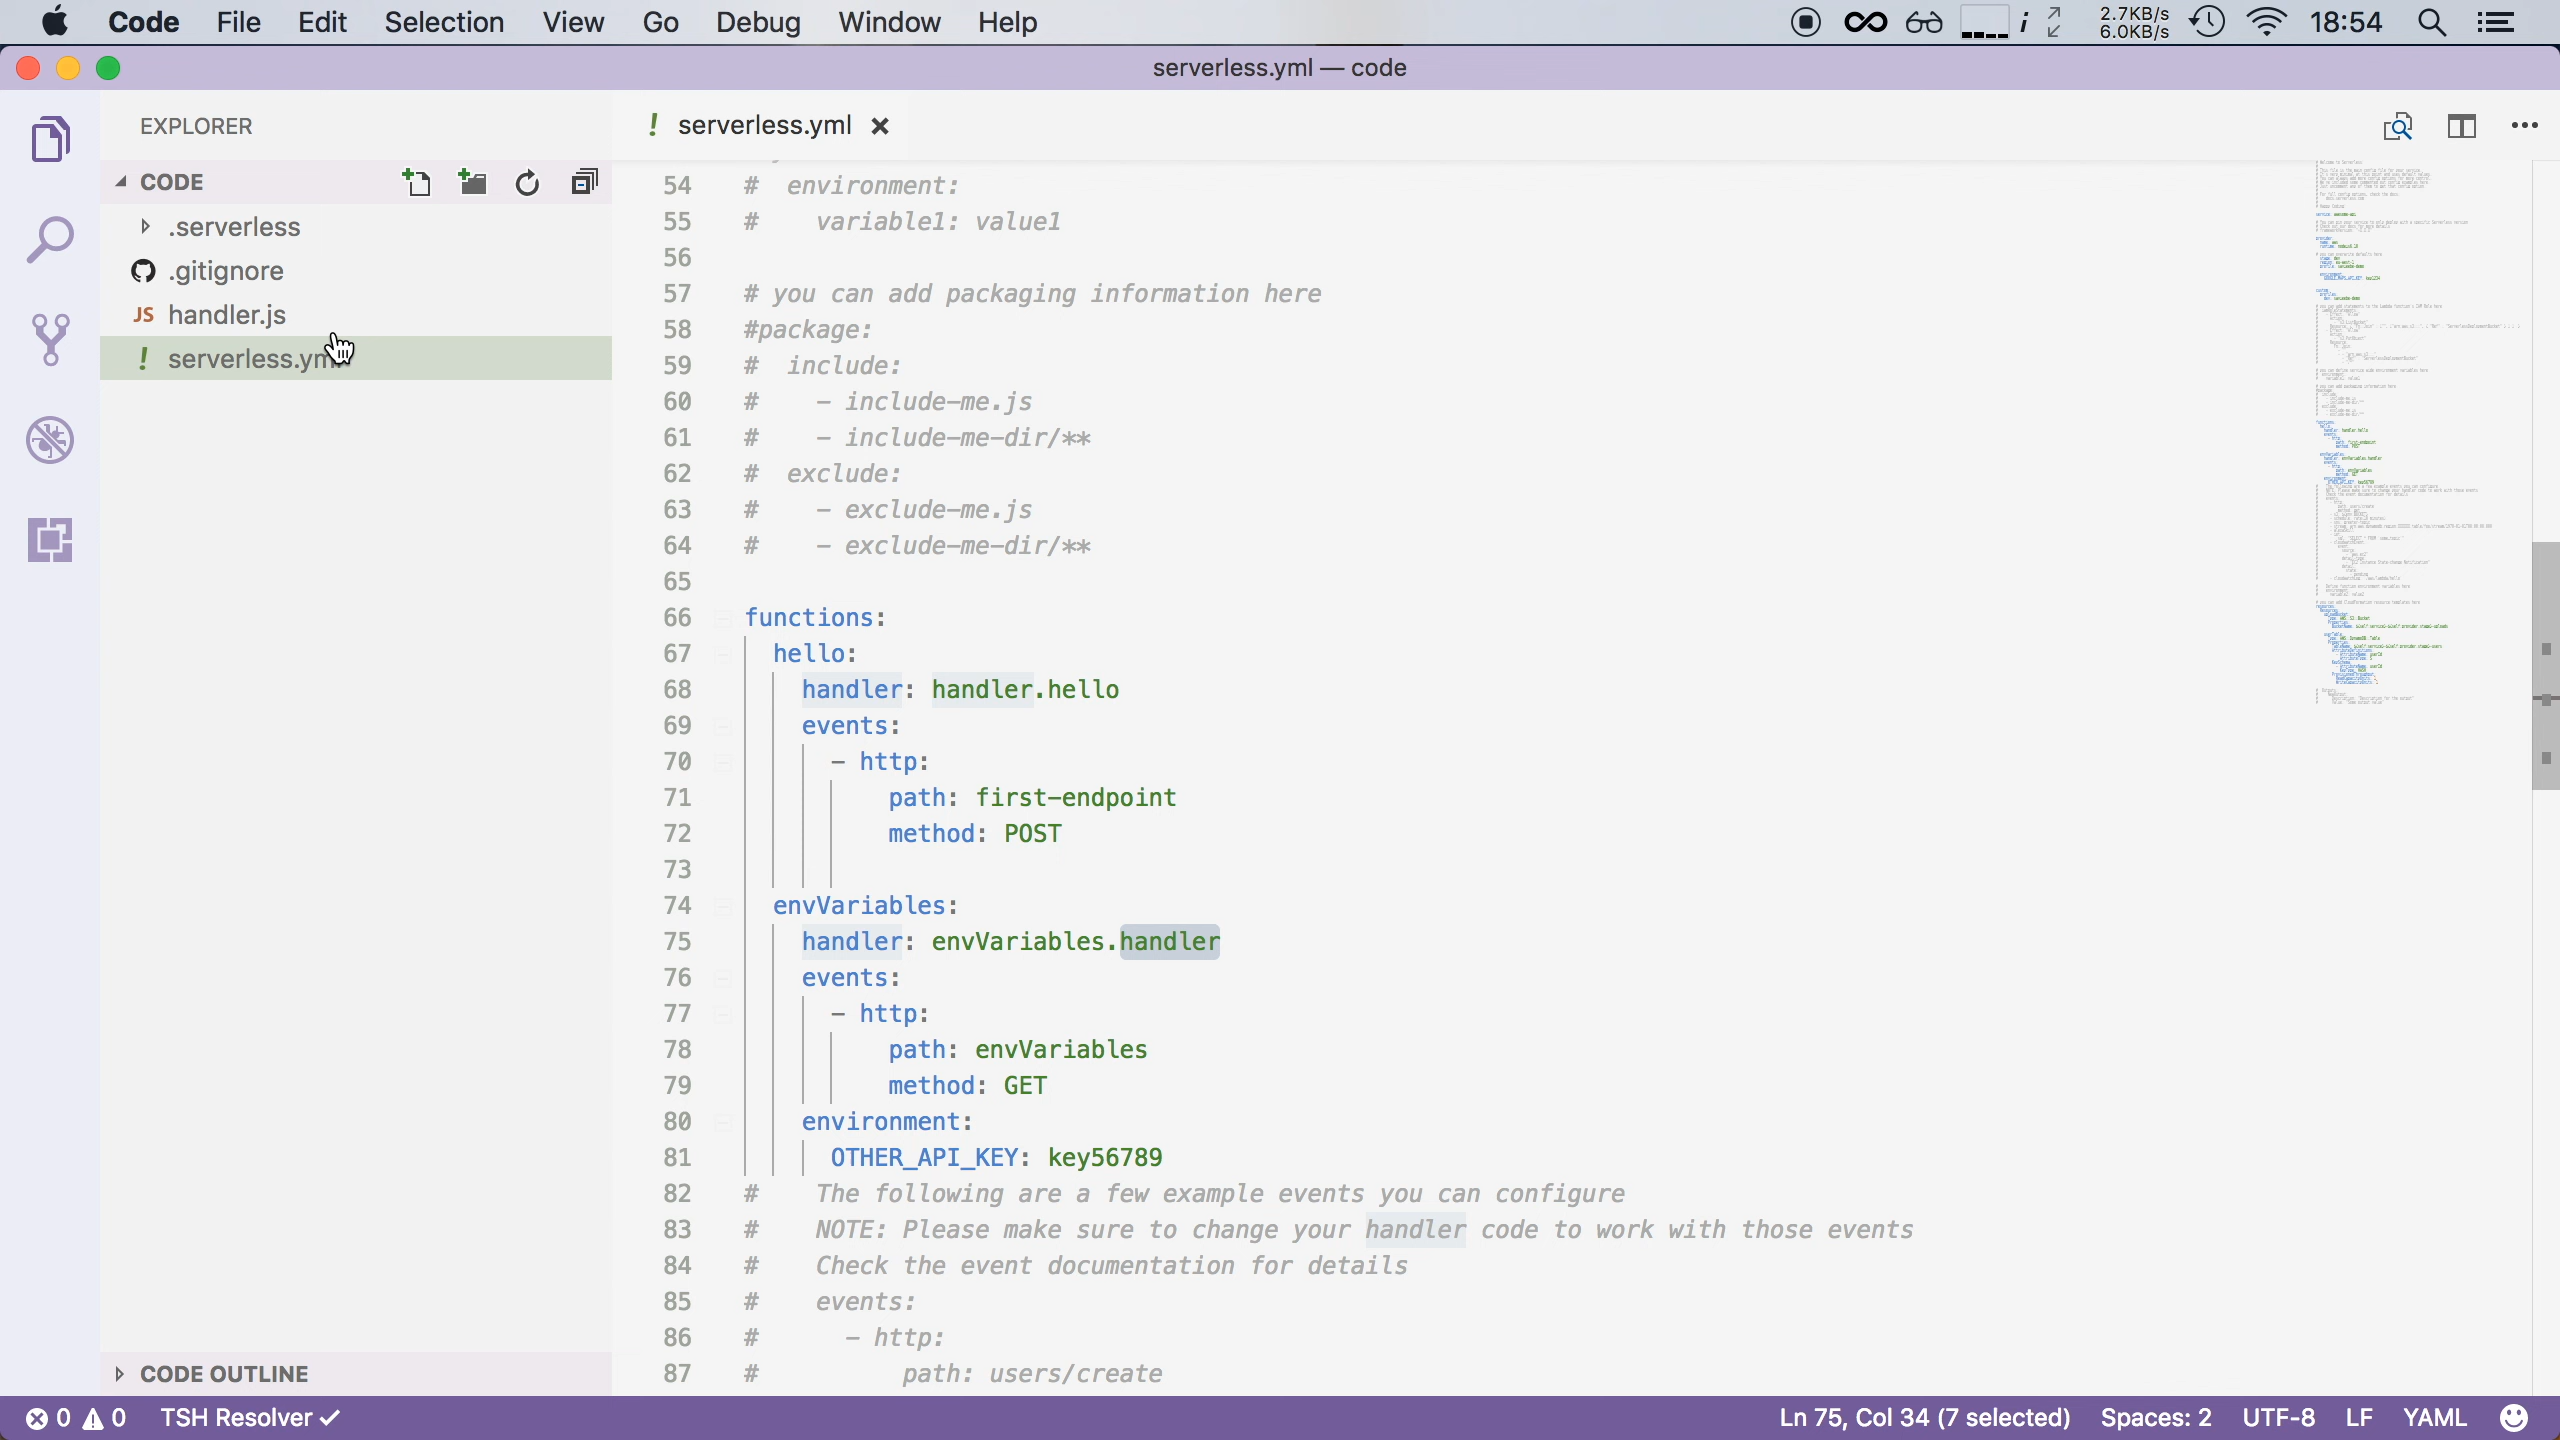 Code File Edit Selection View Go Debug Window Help 2.7KB/s 6.0KB/s 18:54
serverless.yml — code
EXPLORER
CODE
.serverless
.gitignore
JS handler.js
! serverless.yml
CODE OUTLINE
! serverless.yml
54 # environment:
55 # variable1: value1
56
57 # you can add packaging information here
58 #package:
59 # include:
60 # - include-me.js
61 # - include-me-dir/**
62 # exclude:
63 # - exclude-me.js
64 # - exclude-me-dir/**
65
66 functions:
67 hello:
68 handler: handler.hello
69 events:
70 - http:
71 path: first-endpoint
72 method: POST
73
74 envVariables:
75 handler: envVariables.handler
76 events:
77 - http:
78 path: envVariables
79 method: GET
80 environment:
81 OTHER_API_KEY: key56789
82 # The following are a few example events you can configure
83 # NOTE: Please make sure to change your handler code to work with those events
84 # Check the event documentation for details
85 # events:
86 # - http:
87 # path: users/create
0 0 TSH Resolver Ln 75, Col 34 (7 selected) Spaces: 2 UTF-8 LF YAML